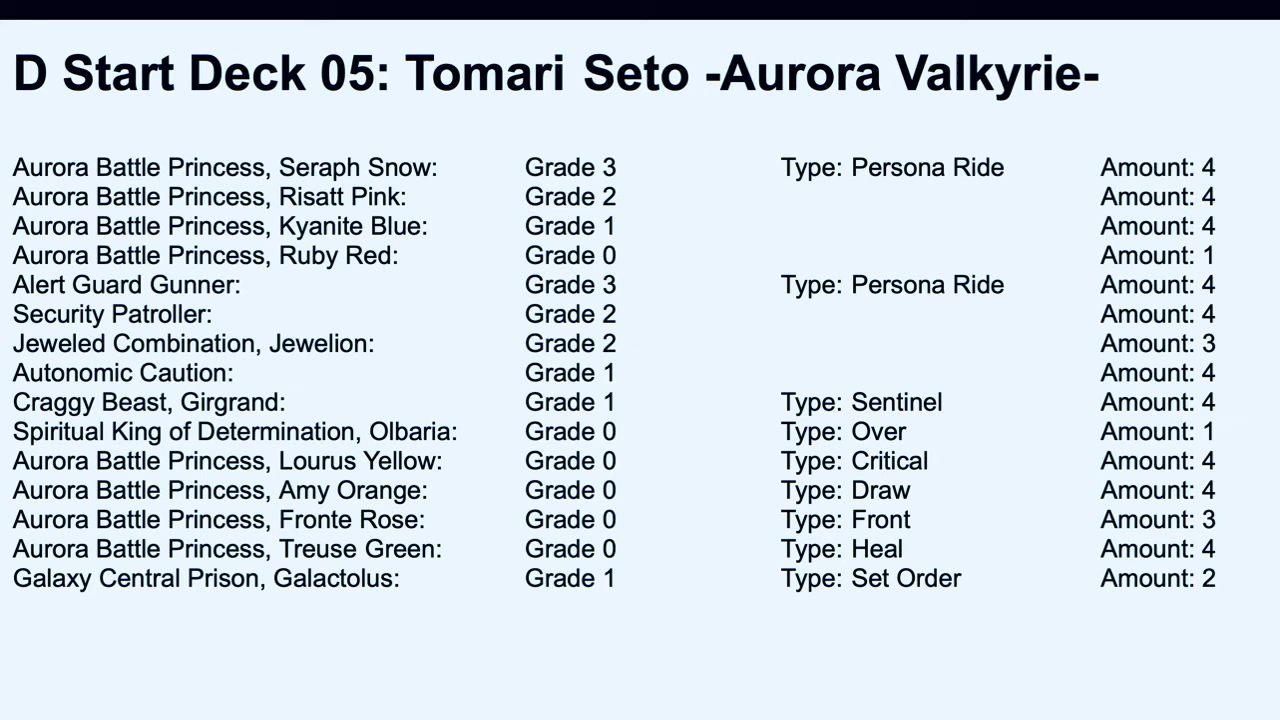 D Start Deck 05: Tomari Seto -Aurora Valkyrie-
Aurora Battle Princess, Seraph Snow: Grade 3 Type: Persona Ride Amount: 4
Aurora Battle Princess, Risatt Pink: Grade 2 Amount: 4
Aurora Battle Princess, Kyanite Blue: Grade 1 Amount: 4
Aurora Battle Princess, Ruby Red: Grade 0 Amount: 1
Alert Guard Gunner: Grade 3 Type: Persona Ride Amount: 4
Security Patroller: Grade 2 Amount: 4
Jeweled Combination, Jewelion: Grade 2 Amount: 3
Autonomic Caution: Grade 1 Amount: 4
Craggy Beast, Girgrand: Grade 1 Type: Sentinel Amount: 4
Spiritual King of Determination, Olbaria: Grade 0 Type: Over Amount: 1
Aurora Battle Princess, Lourus Yellow: Grade 0 Type: Critical Amount: 4
Aurora Battle Princess, Amy Orange: Grade 0 Type: Draw Amount: 4
Aurora Battle Princess, Fronte Rose: Grade 0 Type: Front Amount: 3
Aurora Battle Princess, Treuse Green: Grade 0 Type: Heal Amount: 4
Galaxy Central Prison, Galactolus: Grade 1 Type: Set Order Amount: 2